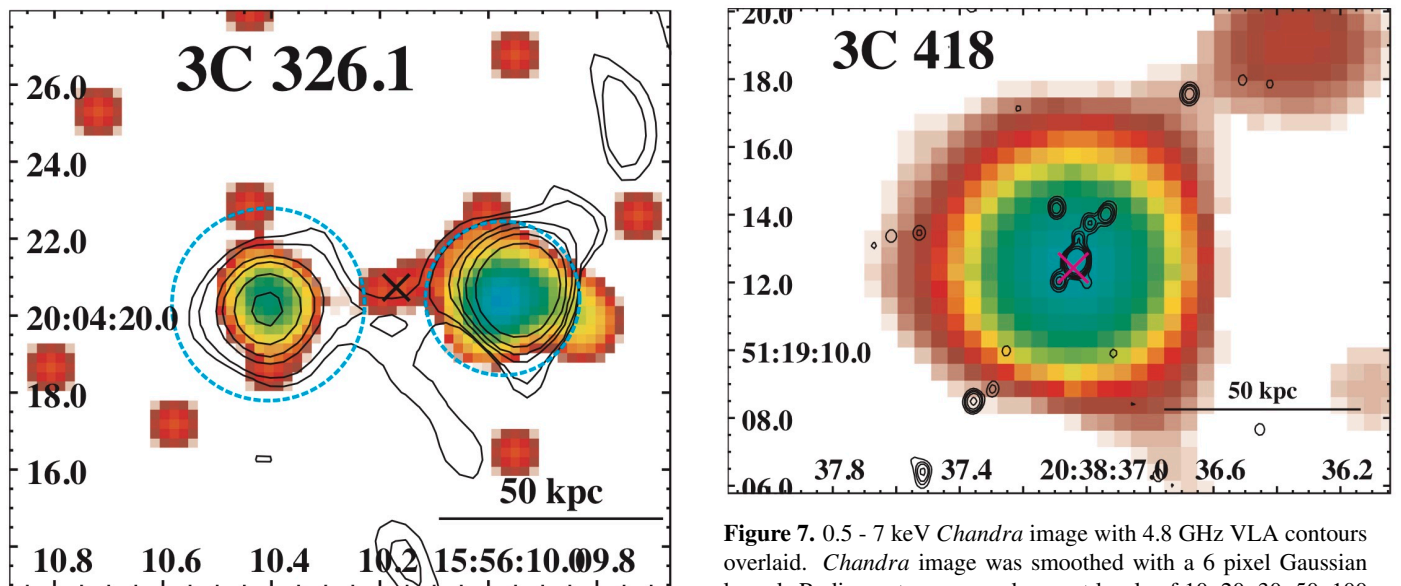 3C 326.1
26.0
24.0
22.0
20:04:20.0
18.0
16.0
50 kpc
10.8 10.6 10.4 10.2 15:56:10.0 09.8
20.0
3C 418
18.0
16.0
14.0
12.0
51:19:10.0
08.0
50 kpc
06.0
37.8 37.4 20:38:37.0 36.6 36.2
Figure 7. 0.5 - 7 keV Chandra image with 4.8 GHz VLA contours
overlaid. Chandra image was smoothed with a 6 pixel Gaussian